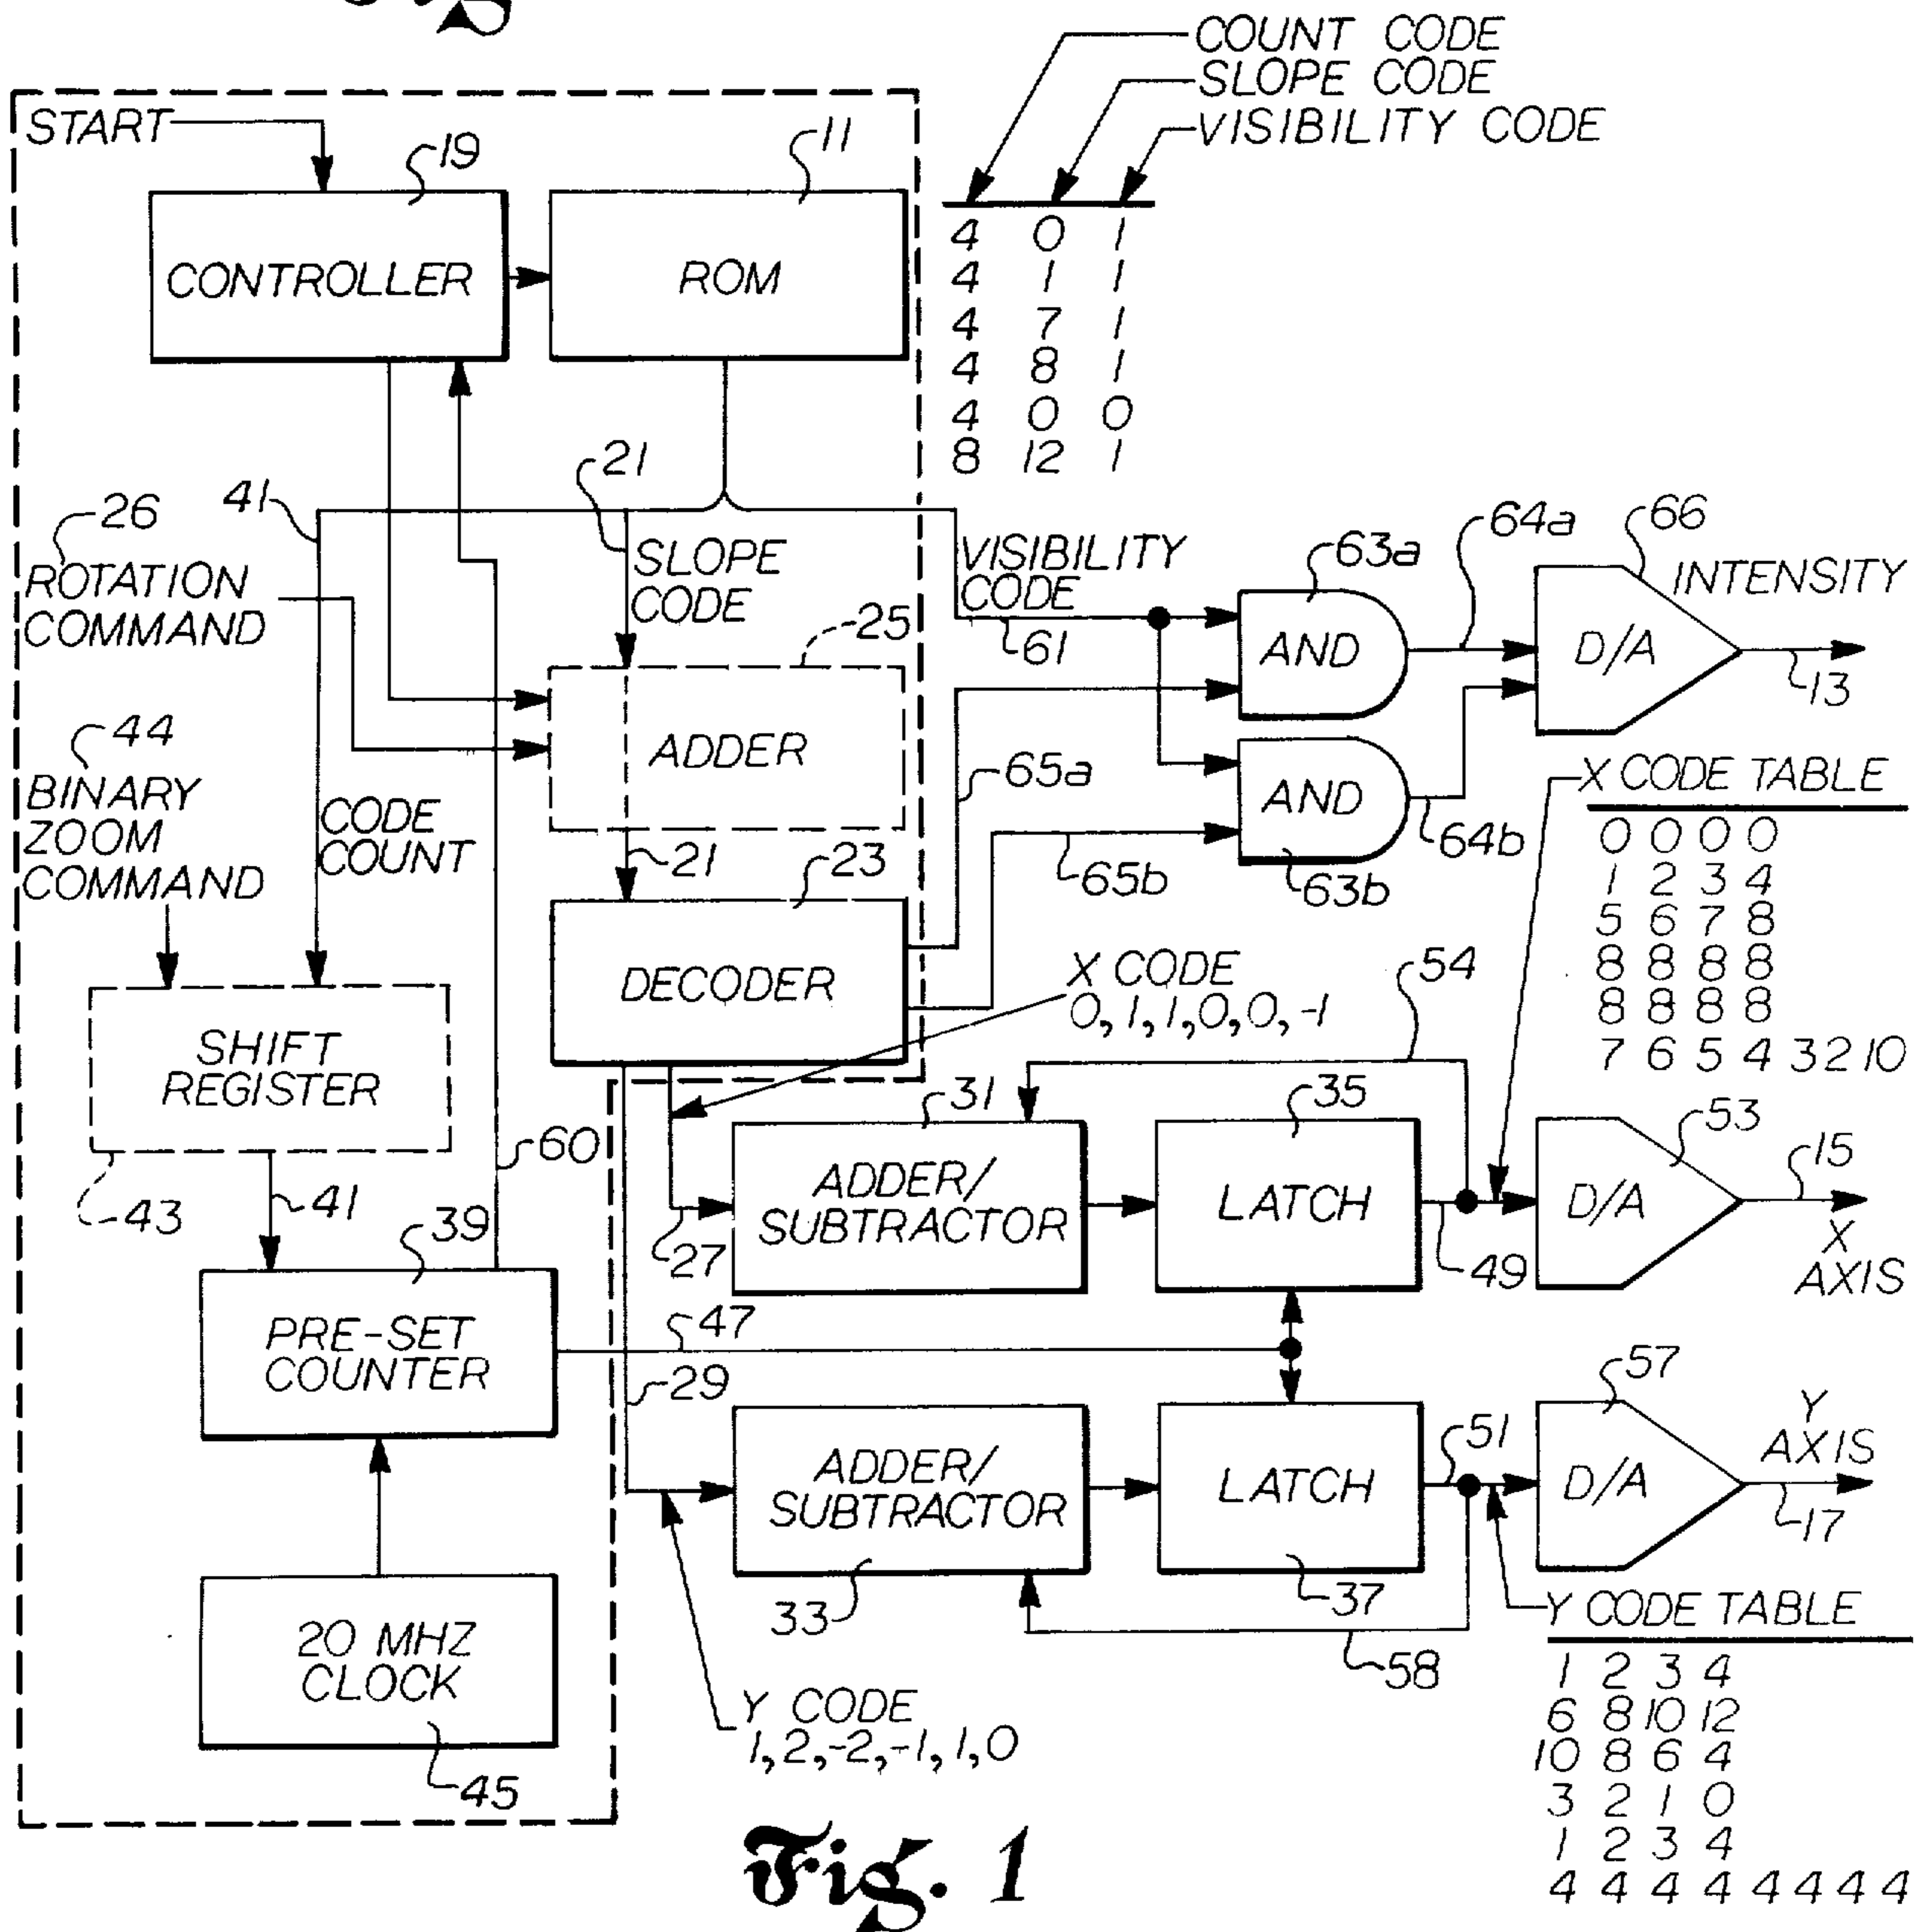 COUNT CODE
SLOPE CODE
VISIBILITY CODE
START
19
11
CONTROLLER
ROM
4 0 1
4 1 1
4 7 1
4 8 1
4 0 0
8 12 1
41
21
26
ROTATION
COMMAND
SLOPE
CODE
VISIBILITY
CODE
61
63a
64a
66
INTENSITY
AND
D/A
13
25
ADDER
44
BINARY
ZOOM
COMMAND
CODE
COUNT
65a
AND
64b
63b
65b
X CODE TABLE
0 0 0 0
1 2 3 4
5 6 7 8
8 8 8 8
8 8 8 8
7 6 5 4 3 2 1 0
21
23
DECODER
X CODE
0, 1, 1, 0, 0, -1
54
SHIFT
REGISTER
43
41
60
31
35
53
15
ADDER/
SUBTRACTOR
LATCH
D/A
X
AXIS
27
49
39
PRE-SET
COUNTER
47
29
57
Y
AXIS
51
ADDER/
SUBTRACTOR
LATCH
D/A
17
33
37
58
20 MHZ
CLOCK
45
Y CODE
1, 2, -2, -1, 1, 0
Y CODE TABLE
1 2 3 4
6 8 10 12
10 8 6 4
3 2 1 0
1 2 3 4
4 4 4 4 4 4 4 4
Fig. 1